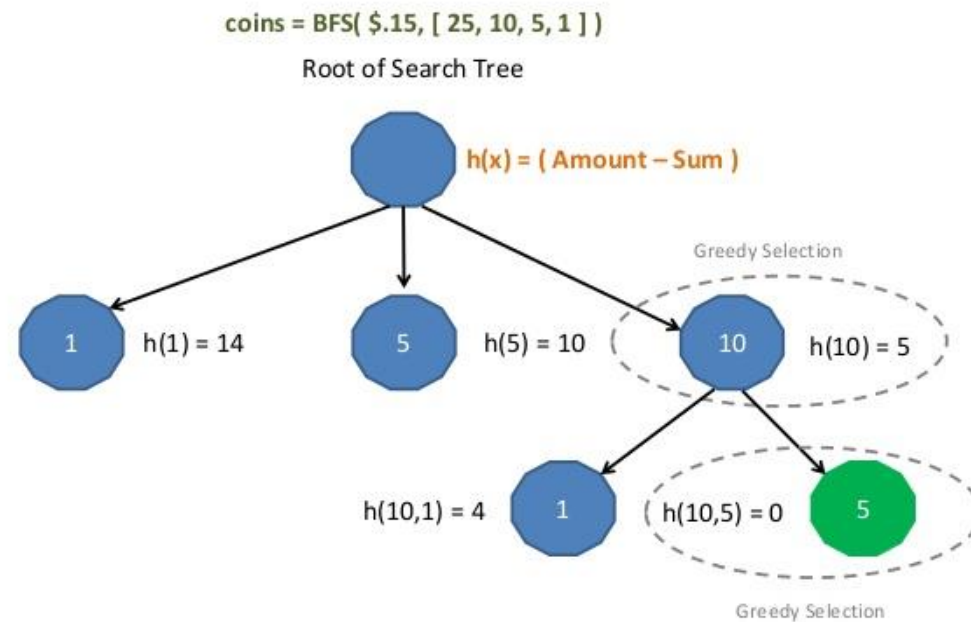 coins = BFS( $.15, [ 25, 10, 5, 1 ] )
Root of Search Tree
h(x) = ( Amount – Sum )
Greedy Selection
1 h(1) = 14 5 h(5) = 10 10 h(10) = 5
h(10,1) = 4 1 h(10,5) = 0 5
Greedy Selection